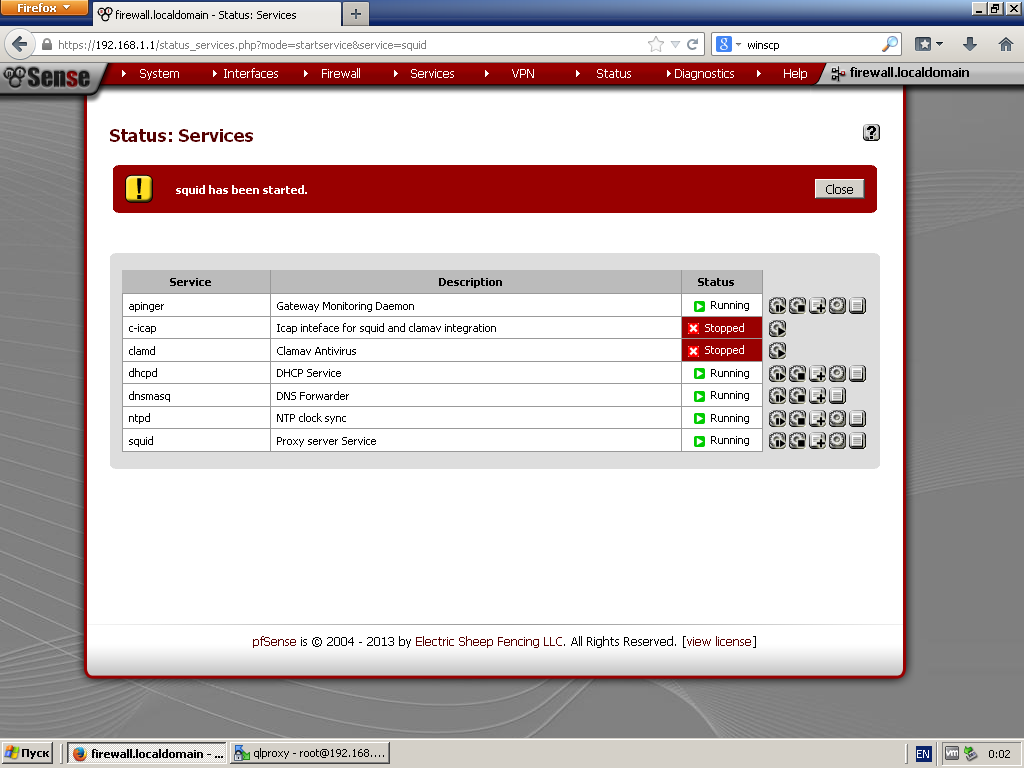 Firefox
firewall.localdomain - Status: Services
https://192.168.1.1/status_services.php?mode=startservice&service=squid
8
winscp
Sense
System
Interfaces
Firewall
Services
VPN
Status
Diagnostics
Help
firewall.localdomain
Status: Services
?
!
squid has been started.
Close
Service Description Status
apinger Gateway Monitoring Daemon Running
c-icap Icap inteface for squid and clamav integration Stopped
clamd Clamav Antivirus Stopped
dhcpd DHCP Service Running
dnsmasq DNS Forwarder Running
ntpd NTP clock sync Running
squid Proxy server Service Running
pfSense is © 2004 - 2013 by Electric Sheep Fencing LLC. All Rights Reserved. [view license]
Пуск
firewall.localdomain - ...
qlproxy - root@192.168....
EN
vm
0:02